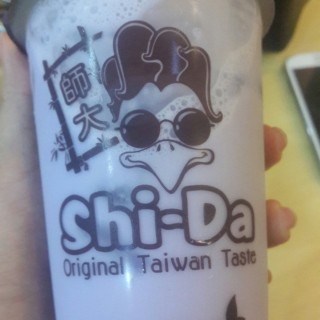 師大
Shi-Da
Original Taiwan Taste